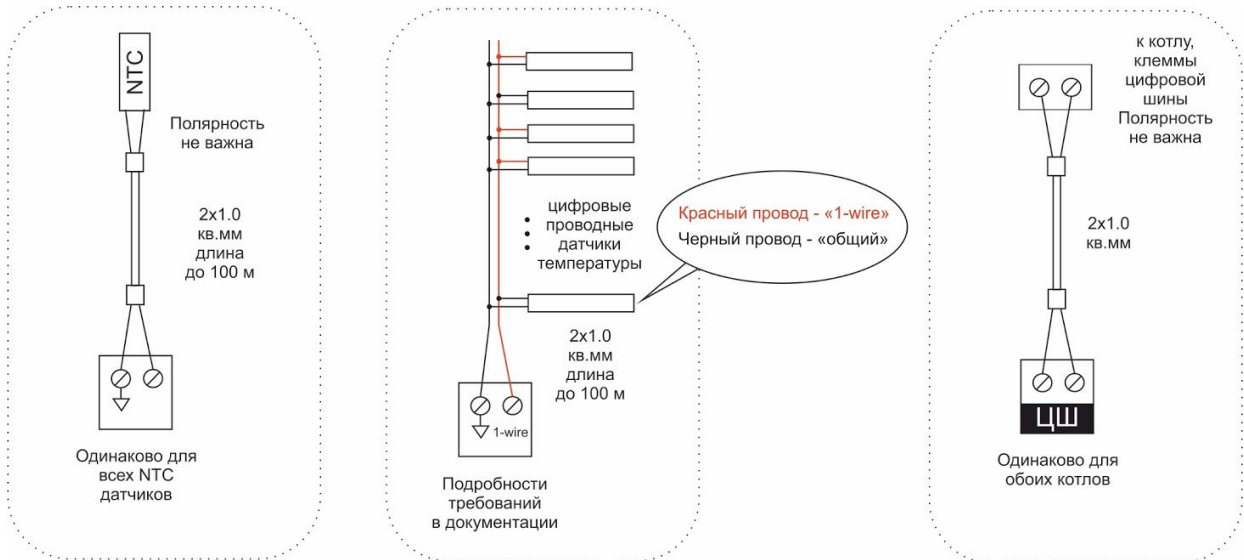 NTC
Полярность
не важна
2x1.0
кв.мм
длина
до 100 м
Одинаково для
всех NTC
датчиков
цифровые
проводные
датчики
температуры
Красный провод - «1-wire»
Черный провод - «общий»
2x1.0
кв.мм
длина
до 100 м
1-wire
Подробности
требований
в документации
к котлу,
клеммы
цифровой
шины
Полярность
не важна
2x1.0
кв.мм
ЦШ
Одинаково для
обоих котлов